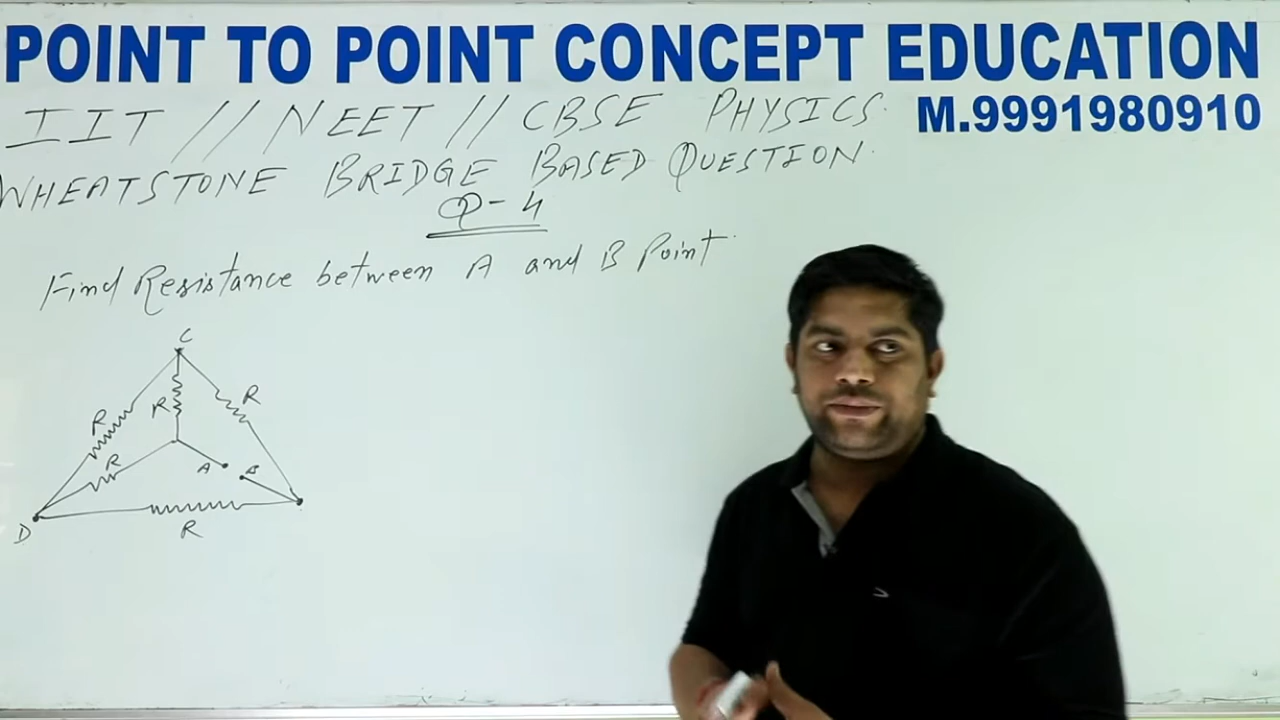 POINT TO POINT CONCEPT EDUCATION
IIT // NEET // CBSE PHYSICS.
M.9991980910
WHEATSTONE BRIDGE BASED QUESTION.
Q-4
Find Resistance between A and B Point.
C
R
R
R
R
A
B
D
R